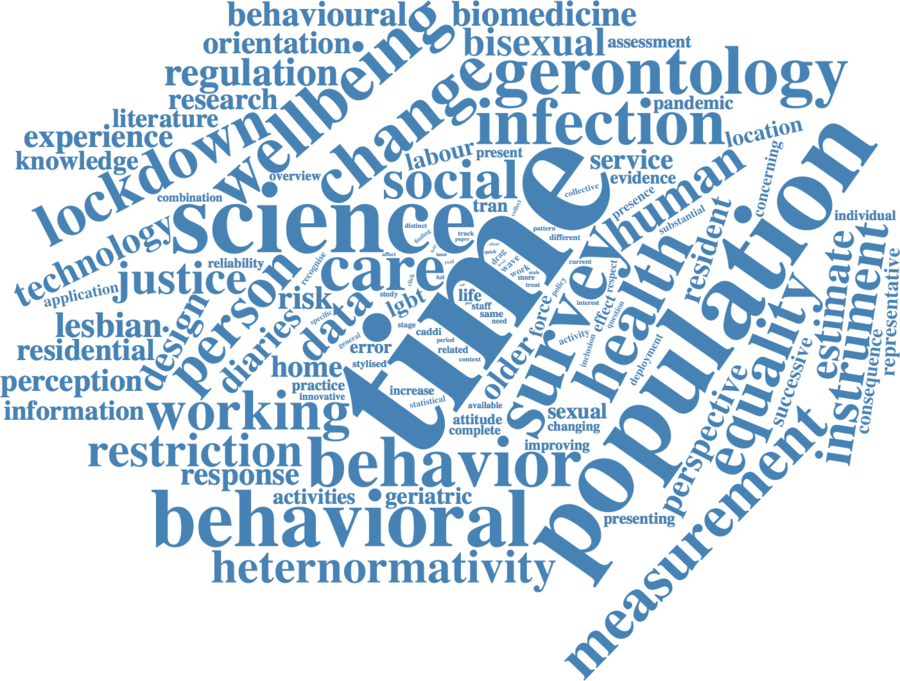 behavioural
biomedicine
orientation
wellbeing
bisexual
assessment
regulation
change
gerontology
research
literature
infection
pandemic
experience
lockdown
labour
present
location
knowledge
overview
service
combination
social
evidence
human
concerning
science
tran
collective
presence
collect
substantial
individual
technology
time
population
distinct
track
paper
finding
pattern
different
application
justice
reliability
recognise
care
affect
clear
drag
wave
work
more
treat
current
survey
health
resident
estimate
instrument
representative
person
risk
data
study
lgbt
life
staff
same
need
policy
respect
interest
effect
question
lesbian
design
diaries
specific
general
stage
caddi
period
related
context
force
older
activity
inclusion
deployment
equality
successive
consequence
residential
error
stylised
perception
home
practice
innovative
increase
statistical
available
information
working
attitude
complete
sexual
changing
perspective
measurement
restriction
behavior
improving
response
activities
geriatric
behavioral
presenting
heternormativity